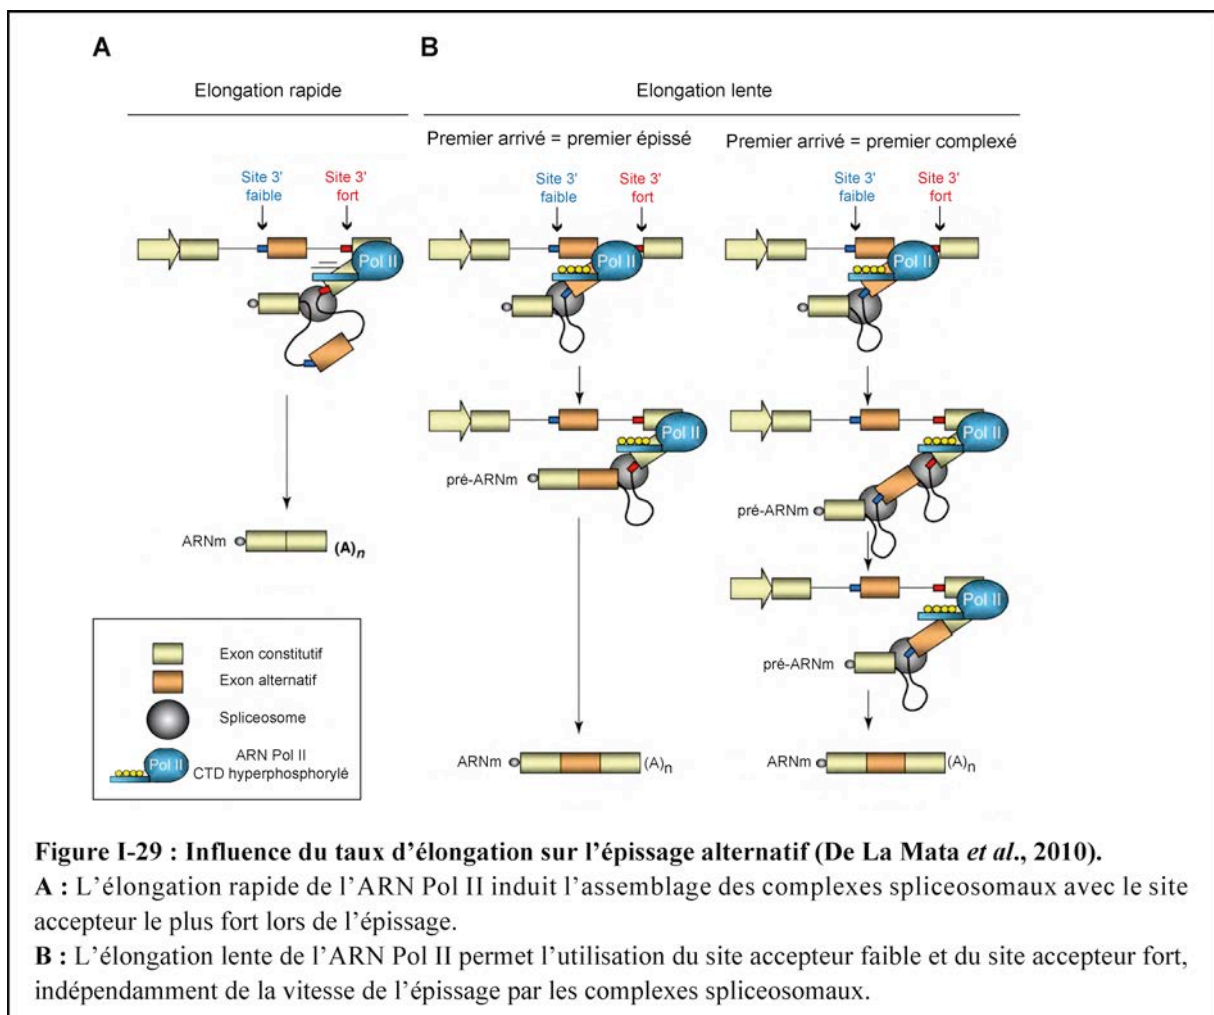 A
B
Elongation rapide
Elongation lente
Premier arrivé = premier épissé
Premier arrivé = premier complexé
Site 3'
faible
Site 3'
fort
Site 3'
faible
Site 3'
fort
Site 3'
faible
Site 3'
fort
Pol II
Pol II
Pol II
Pol II
pré-ARNm
Pol II
pré-ARNm
ARNm
(A)n
Pol II
pré-ARNm
Exon constitutif
Exon alternatif
Spliceosome
Pol II
ARN Pol II
CTD hyperphosphorylé
ARNm
(A)n
ARNm
(A)n
Figure I-29 : Influence du taux d'élongation sur l'épissage alternatif (De La Mata et al., 2010).
A : L'élongation rapide de l'ARN Pol II induit l'assemblage des complexes spliceosomaux avec le site
accepteur le plus fort lors de l'épissage.
B : L'élongation lente de l'ARN Pol II permet l'utilisation du site accepteur faible et du site accepteur fort,
indépendamment de la vitesse de l'épissage par les complexes spliceosomaux.